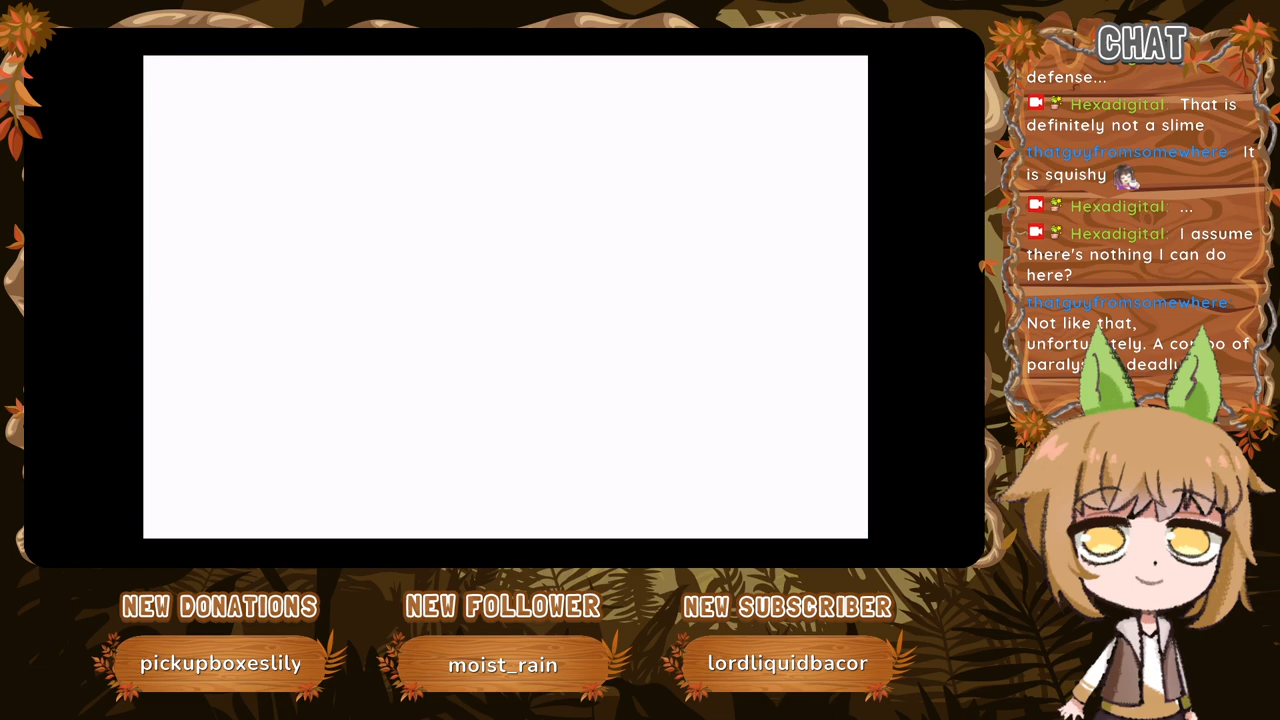 CHAT
defense...
Hexadigital: That is
definitely not a slime
thatguyfromsomewhere: It
is squishy
Hexadigital: ...
Hexadigital: I assume
there's nothing I can do
here?
thatguyfromsomewhere:
Not like that,
of
NEW DONATIONS
NEW FOLLOWER
NEW SUBSCRIBER
pickupboxeslily
moist_rain
lordliquidbacor